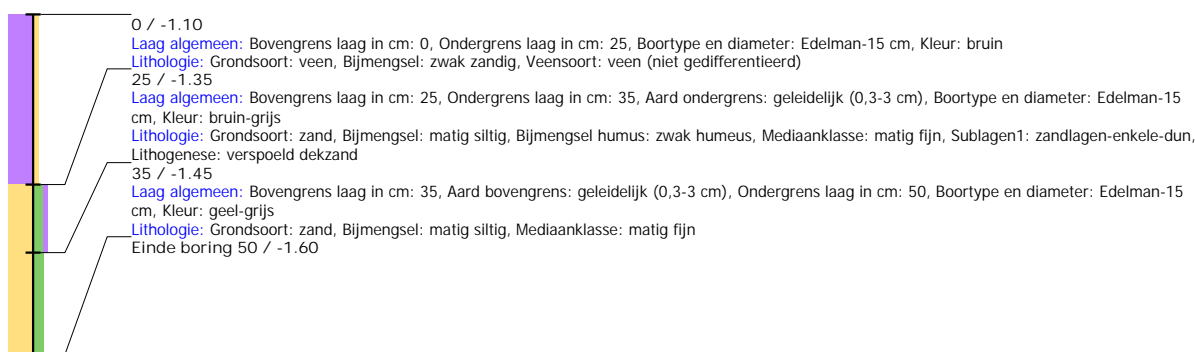 0 / -1.10
Laag algemeen: Bovengrens laag in cm: 0, Ondergrens laag in cm: 25, Boortype en diameter: Edelman-15 cm, Kleur: bruin
Lithologie: Grondsoort: veen, Bijmengsel: zwak zandig, Veensoort: veen (niet gedifferentieerd)
25 / -1.35
Laag algemeen: Bovengrens laag in cm: 25, Ondergrens laag in cm: 35, Aard ondergrens: geleidelijk (0,3-3 cm), Boortype en diameter: Edelman-15
cm, Kleur: bruin-grijs
Lithologie: Grondsoort: zand, Bijmengsel: matig siltig, Bijmengsel humus: zwak humeus, Mediaanklasse: matig fijn, Sublagen1: zandlagen-enkele-dun,
Lithogenese: verspoeld dekzand
35 / -1.45
Laag algemeen: Bovengrens laag in cm: 35, Aard bovengrens: geleidelijk (0,3-3 cm), Ondergrens laag in cm: 50, Boortype en diameter: Edelman-15
cm, Kleur: geel-grijs
Lithologie: Grondsoort: zand, Bijmengsel: matig siltig, Mediaanklasse: matig fijn
Einde boring 50 / -1.60